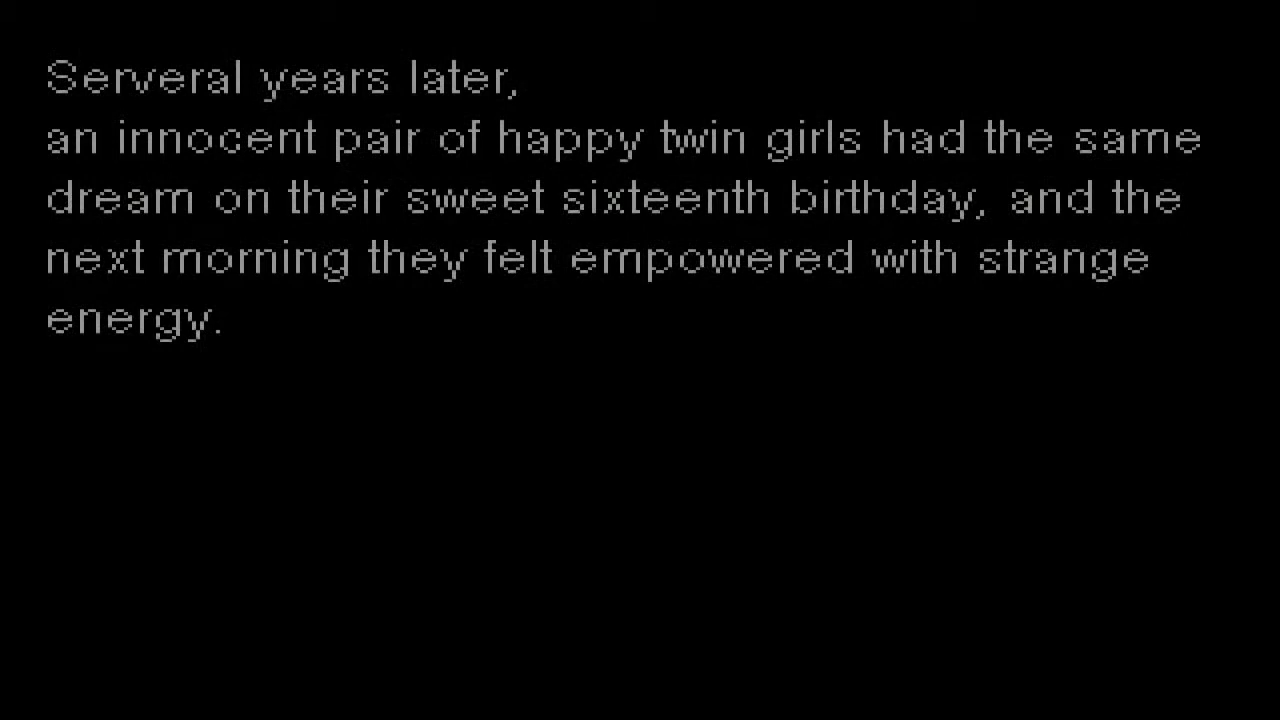 Serveral years later,
an innocent pair of happy twin girls had the same
dream on their sweet sixteenth birthday, and the
next morning they felt empowered with strange
energy.